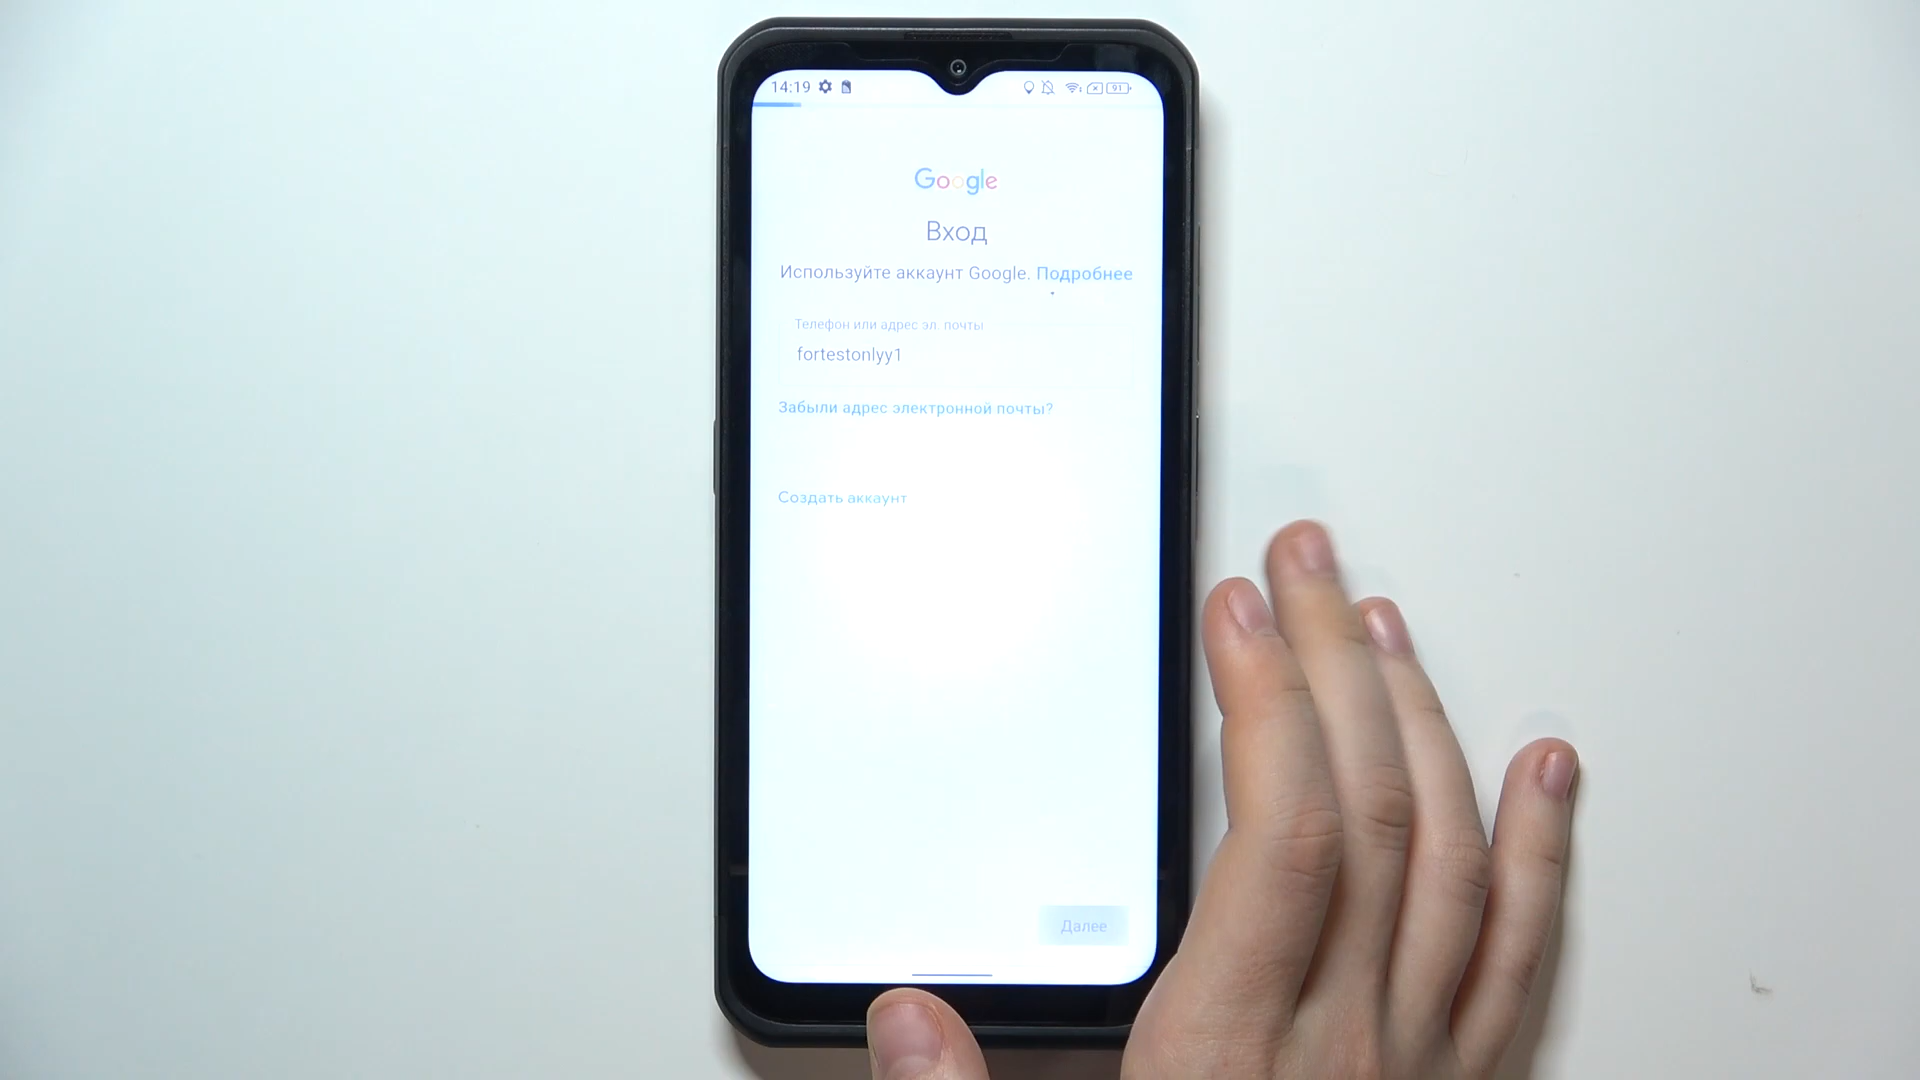 14:19 91
Google
Вход
Используйте аккаунт Google. Подробнее
Телефон или адрес эл. почты
fortestonlyy1
Забыли адрес электронной почты?
Создать аккаунт
Далее